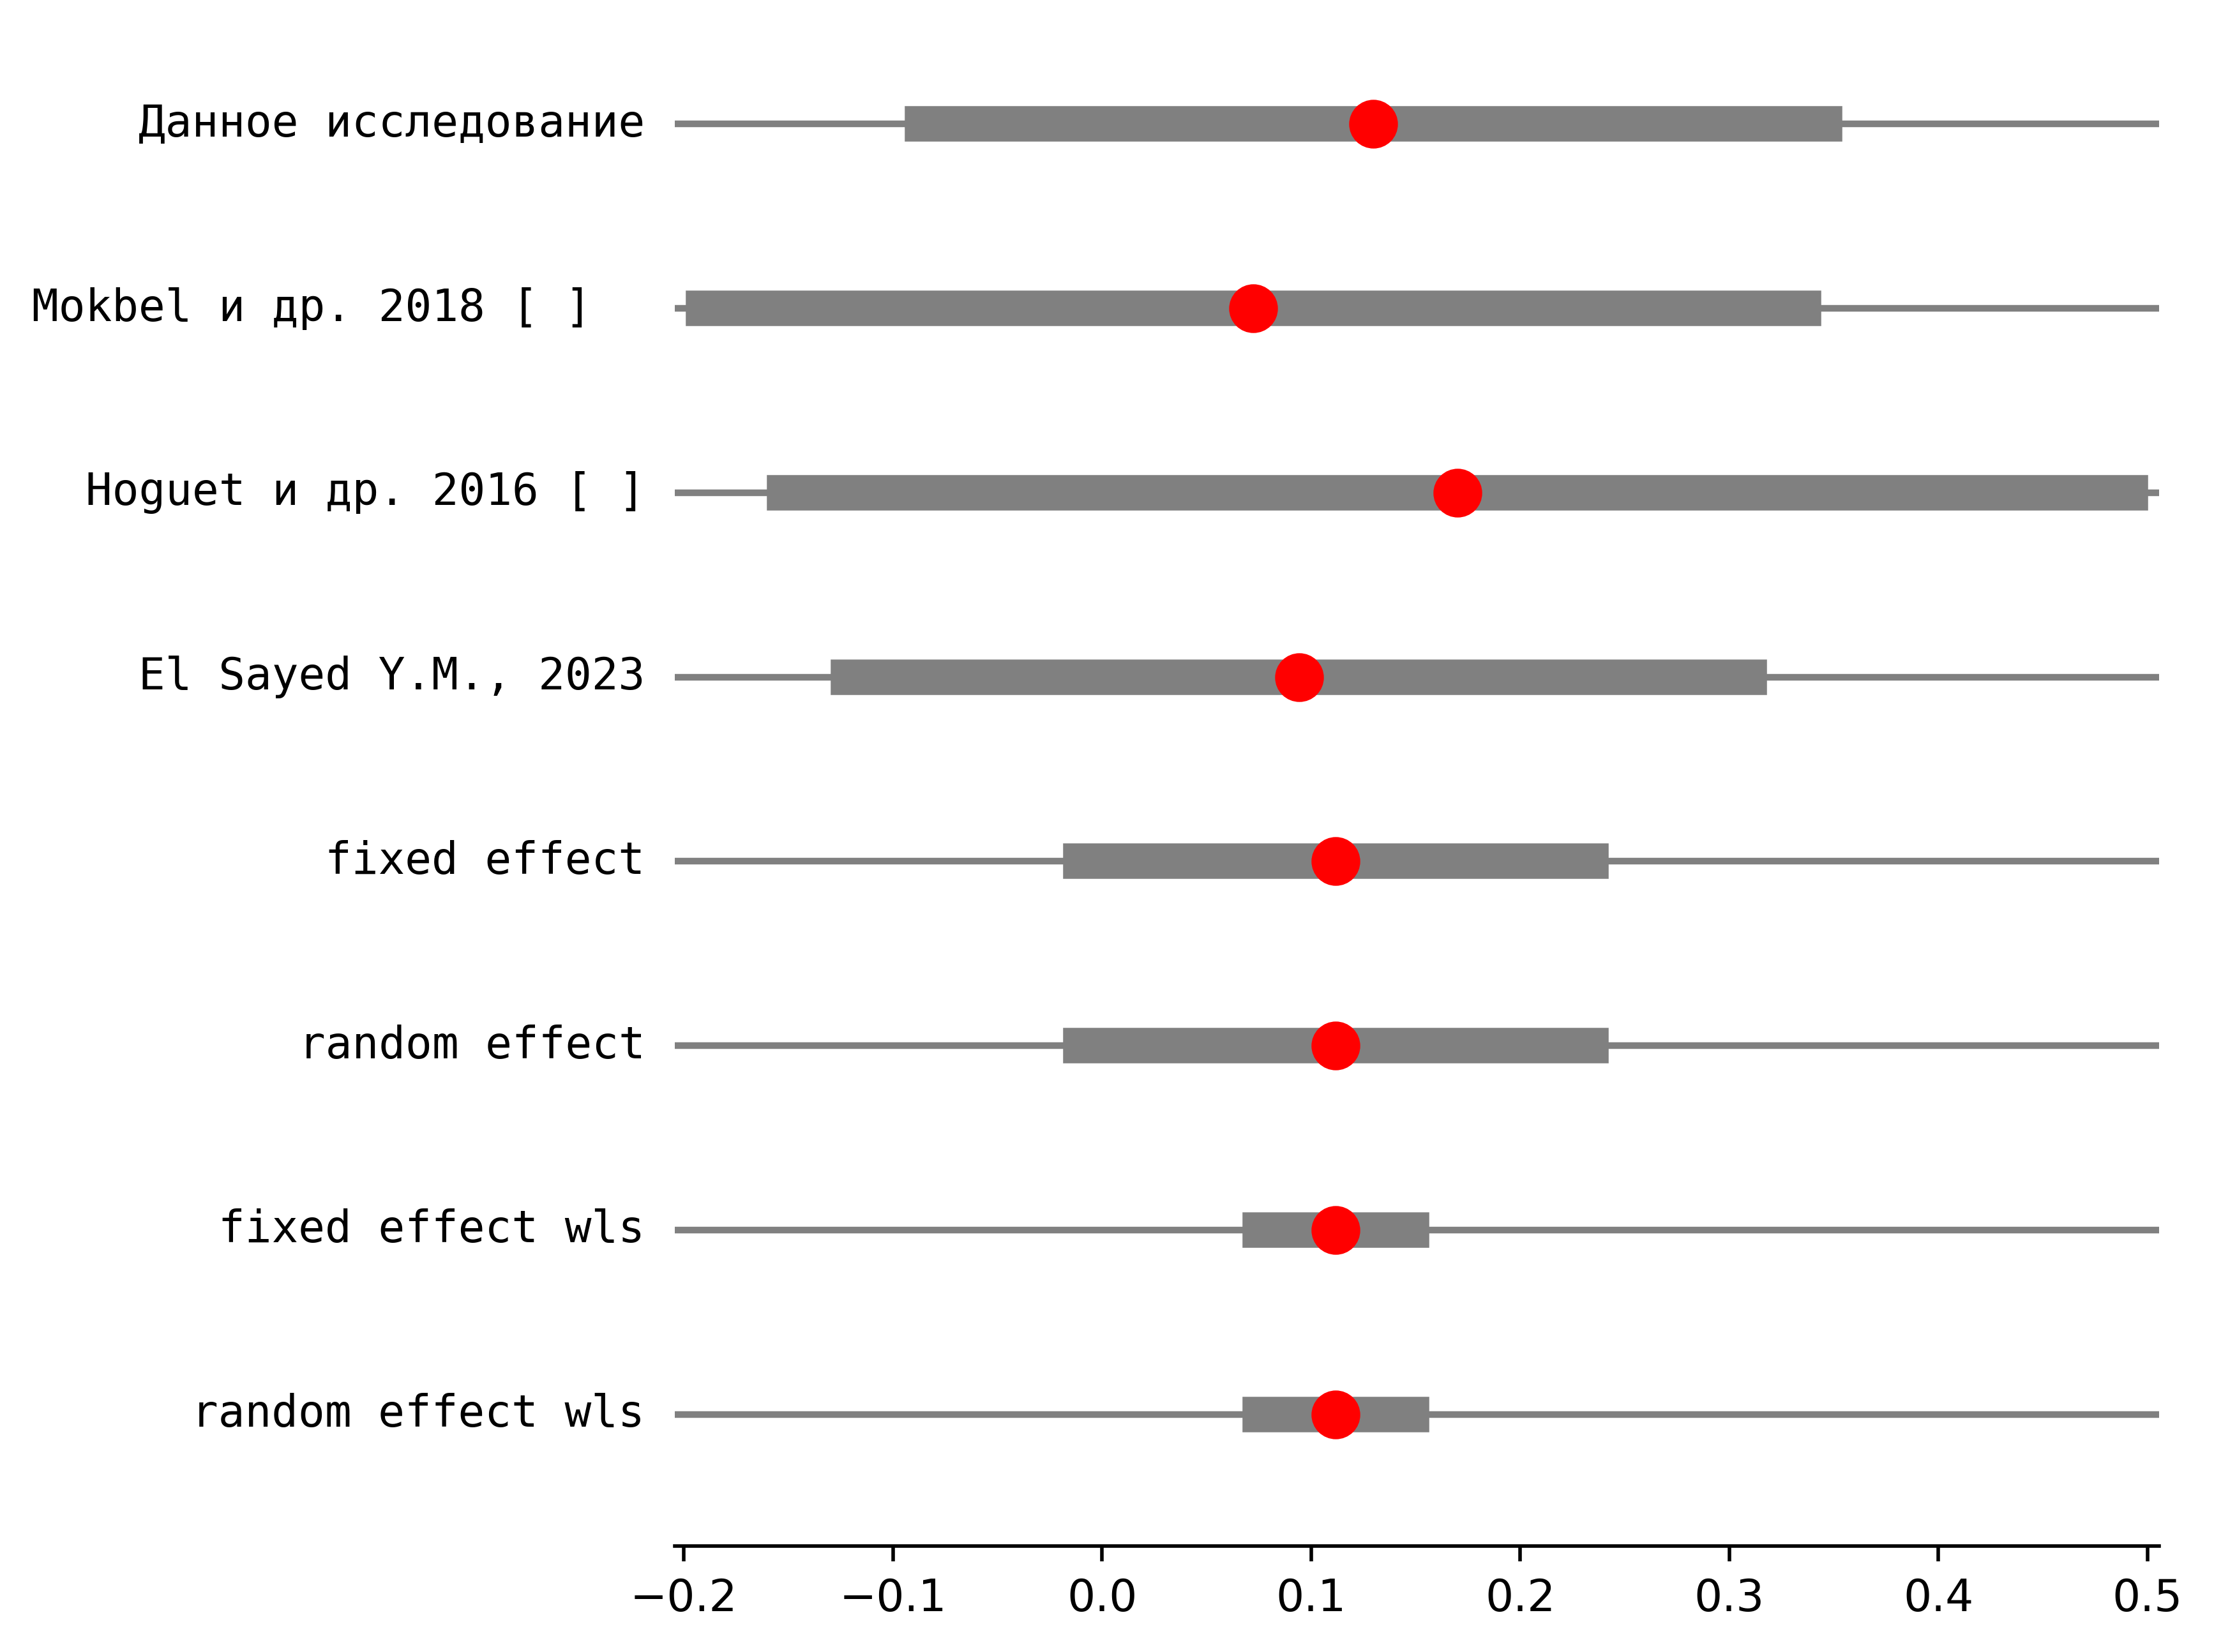 Данное исследование
Mokbel и др. 2018 [ ]
Hoguet и др. 2016 [ ]
El Sayed Y.M., 2023
fixed effect
random effect
fixed effect wls
random effect wls
−0.2 −0.1 0.0 0.1 0.2 0.3 0.4 0.5